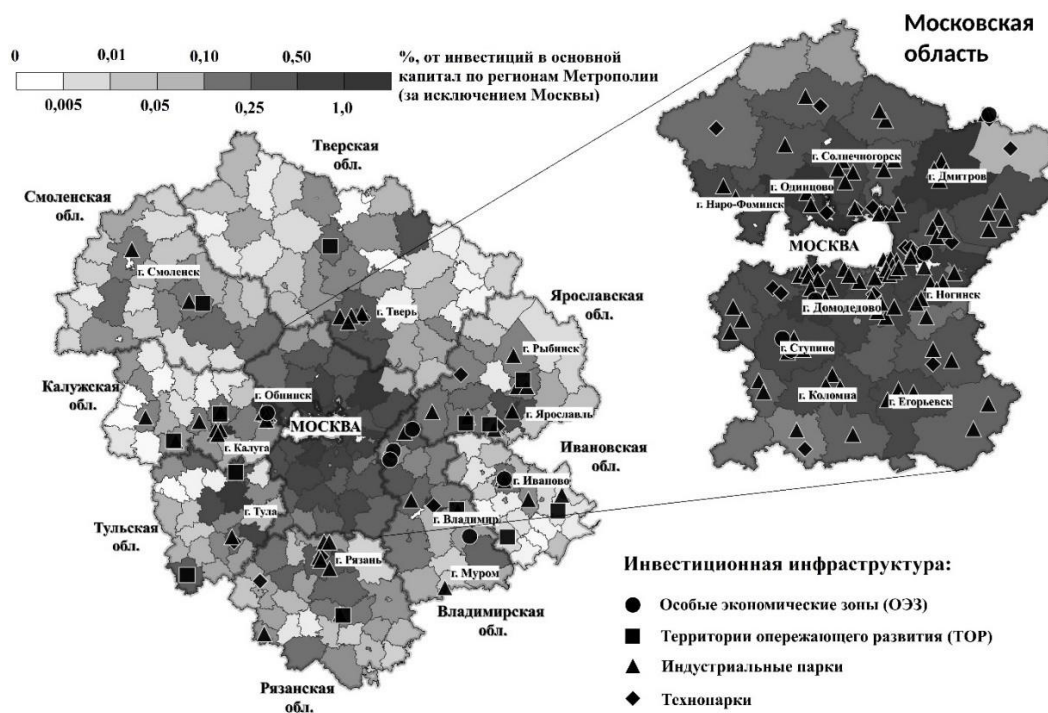 0
0,01
0,10
0,50
0,005
0,05
0,25
1,0
%, от инвестиций в основной
капитал по регионам Метрополии
(за исключением Москвы)
Московская
область
Тверская
обл.
Смоленская
обл.
г. Смоленск
г. Тверь
Ярославская
обл.
г. Рыбинск
г. Ярославль
Калужская
обл.
г. Обнинск
МОСКВА
г. Калуга
Ивановская
обл.
г. Иваново
г. Тула
Тульская
обл.
г. Владимир
г. Рязань
г. Муром
Владимирская
обл.
Рязанская
обл.
г. Солнечногорск
г. Дмитров
г. Одинцово
г. Наро-Фоминск
МОСКВА
г. Ногинск
г. Домодедово
г. Ступино
г. Коломна
г. Егорьевск
Инвестиционная инфраструктура:
Особые экономические зоны (ОЭЗ)
Территории опережающего развития (ТОР)
Индустриальные парки
Технопарки